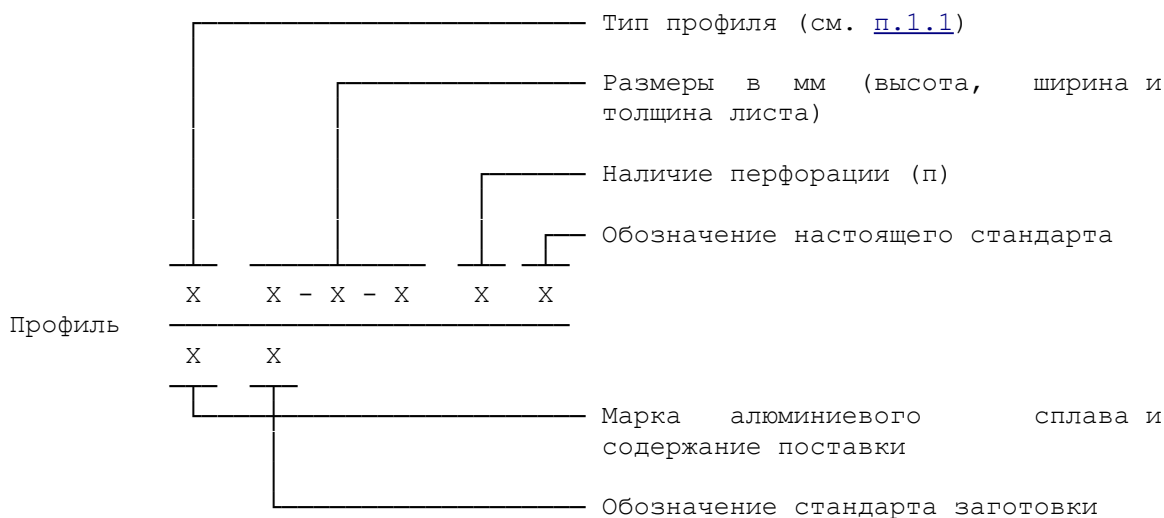 Тип профиля (см. п.1.1)
Размеры в мм (высота, ширина и
толщина листа)
Наличие перфорации (п)
Обозначение настоящего стандарта
X X - X - X X X
Профиль
X X
Марка алюминиевого сплава и
содержание поставки
Обозначение стандарта заготовки